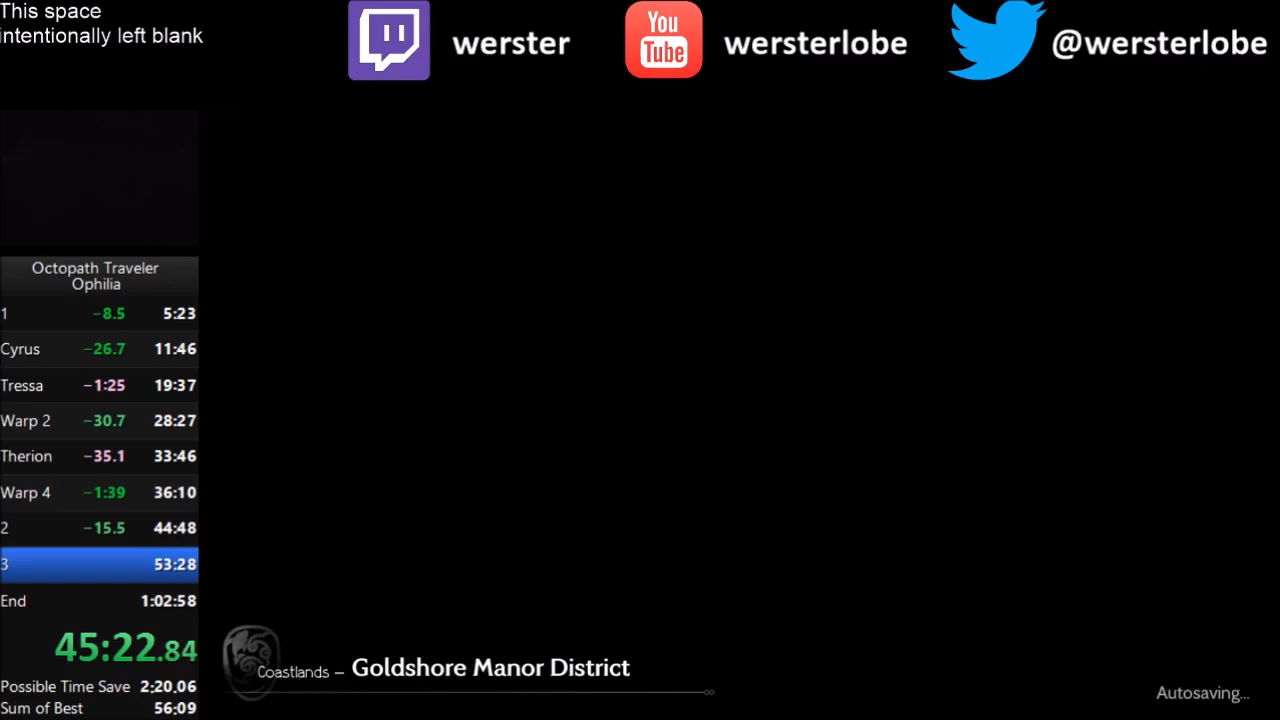 This space
intentionally left blank
werster
You
Tube
wersterlobe
@wersterlobe
Octopath Traveler
Ophilia
1 −8.5 5:23
Cyrus −26.7 11:46
Tressa −1:25 19:37
Warp 2 −30.7 28:27
Therion −35.1 33:46
Warp 4 −1:39 36:10
2 −15.5 44:48
3 53:28
End 1:02:58
45:22.84
Possible Time Save 2:20.06
Sum of Best 56:09
Coastlands – Goldshore Manor District
Autosaving...